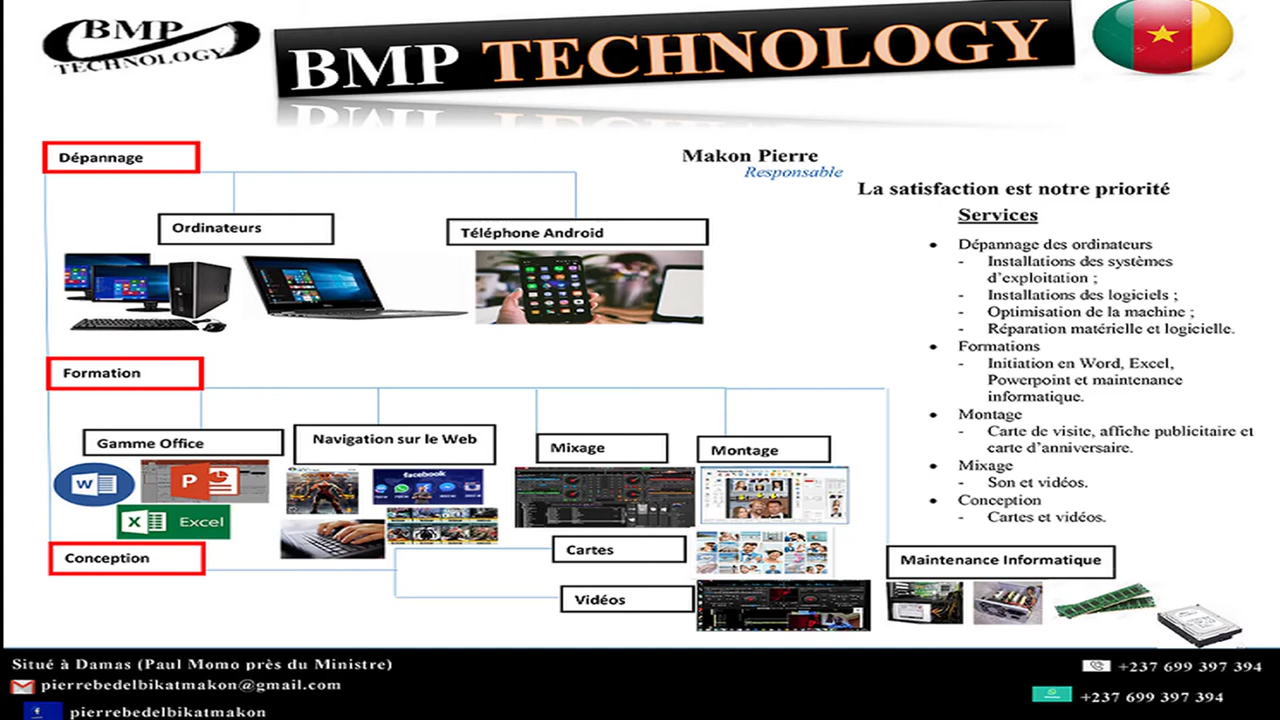 BMP
TECHNOLOGY
BMP TECHNOLOGY
Dépannage
Makon Pierre
Responsable
La satisfaction est notre priorité
Ordinateurs
Téléphone Android
Services
• Dépannage des ordinateurs
- Installations des systèmes
d'exploitation ;
- Installations des logiciels ;
- Optimisation de la machine ;
- Réparation matérielle et logicielle.
• Formations
- Initiation en Word, Excel,
Powerpoint et maintenance
informatique.
• Montage
- Carte de visite, affiche publicitaire et
carte d'anniversaire.
• Mixage
- Son et vidéos.
• Conception
- Cartes et vidéos.
Formation
Gamme Office
Navigation sur le Web
Mixage
Montage
W
P
X
Excel
facebook
Conception
Cartes
Vidéos
Maintenance Informatique
Situé à Damas (Paul Momo près du Ministre)
pierrebedelbikatmakon@gmail.com
f pierrebedelbikatmakon
+237 699 397 394
+237 699 397 394